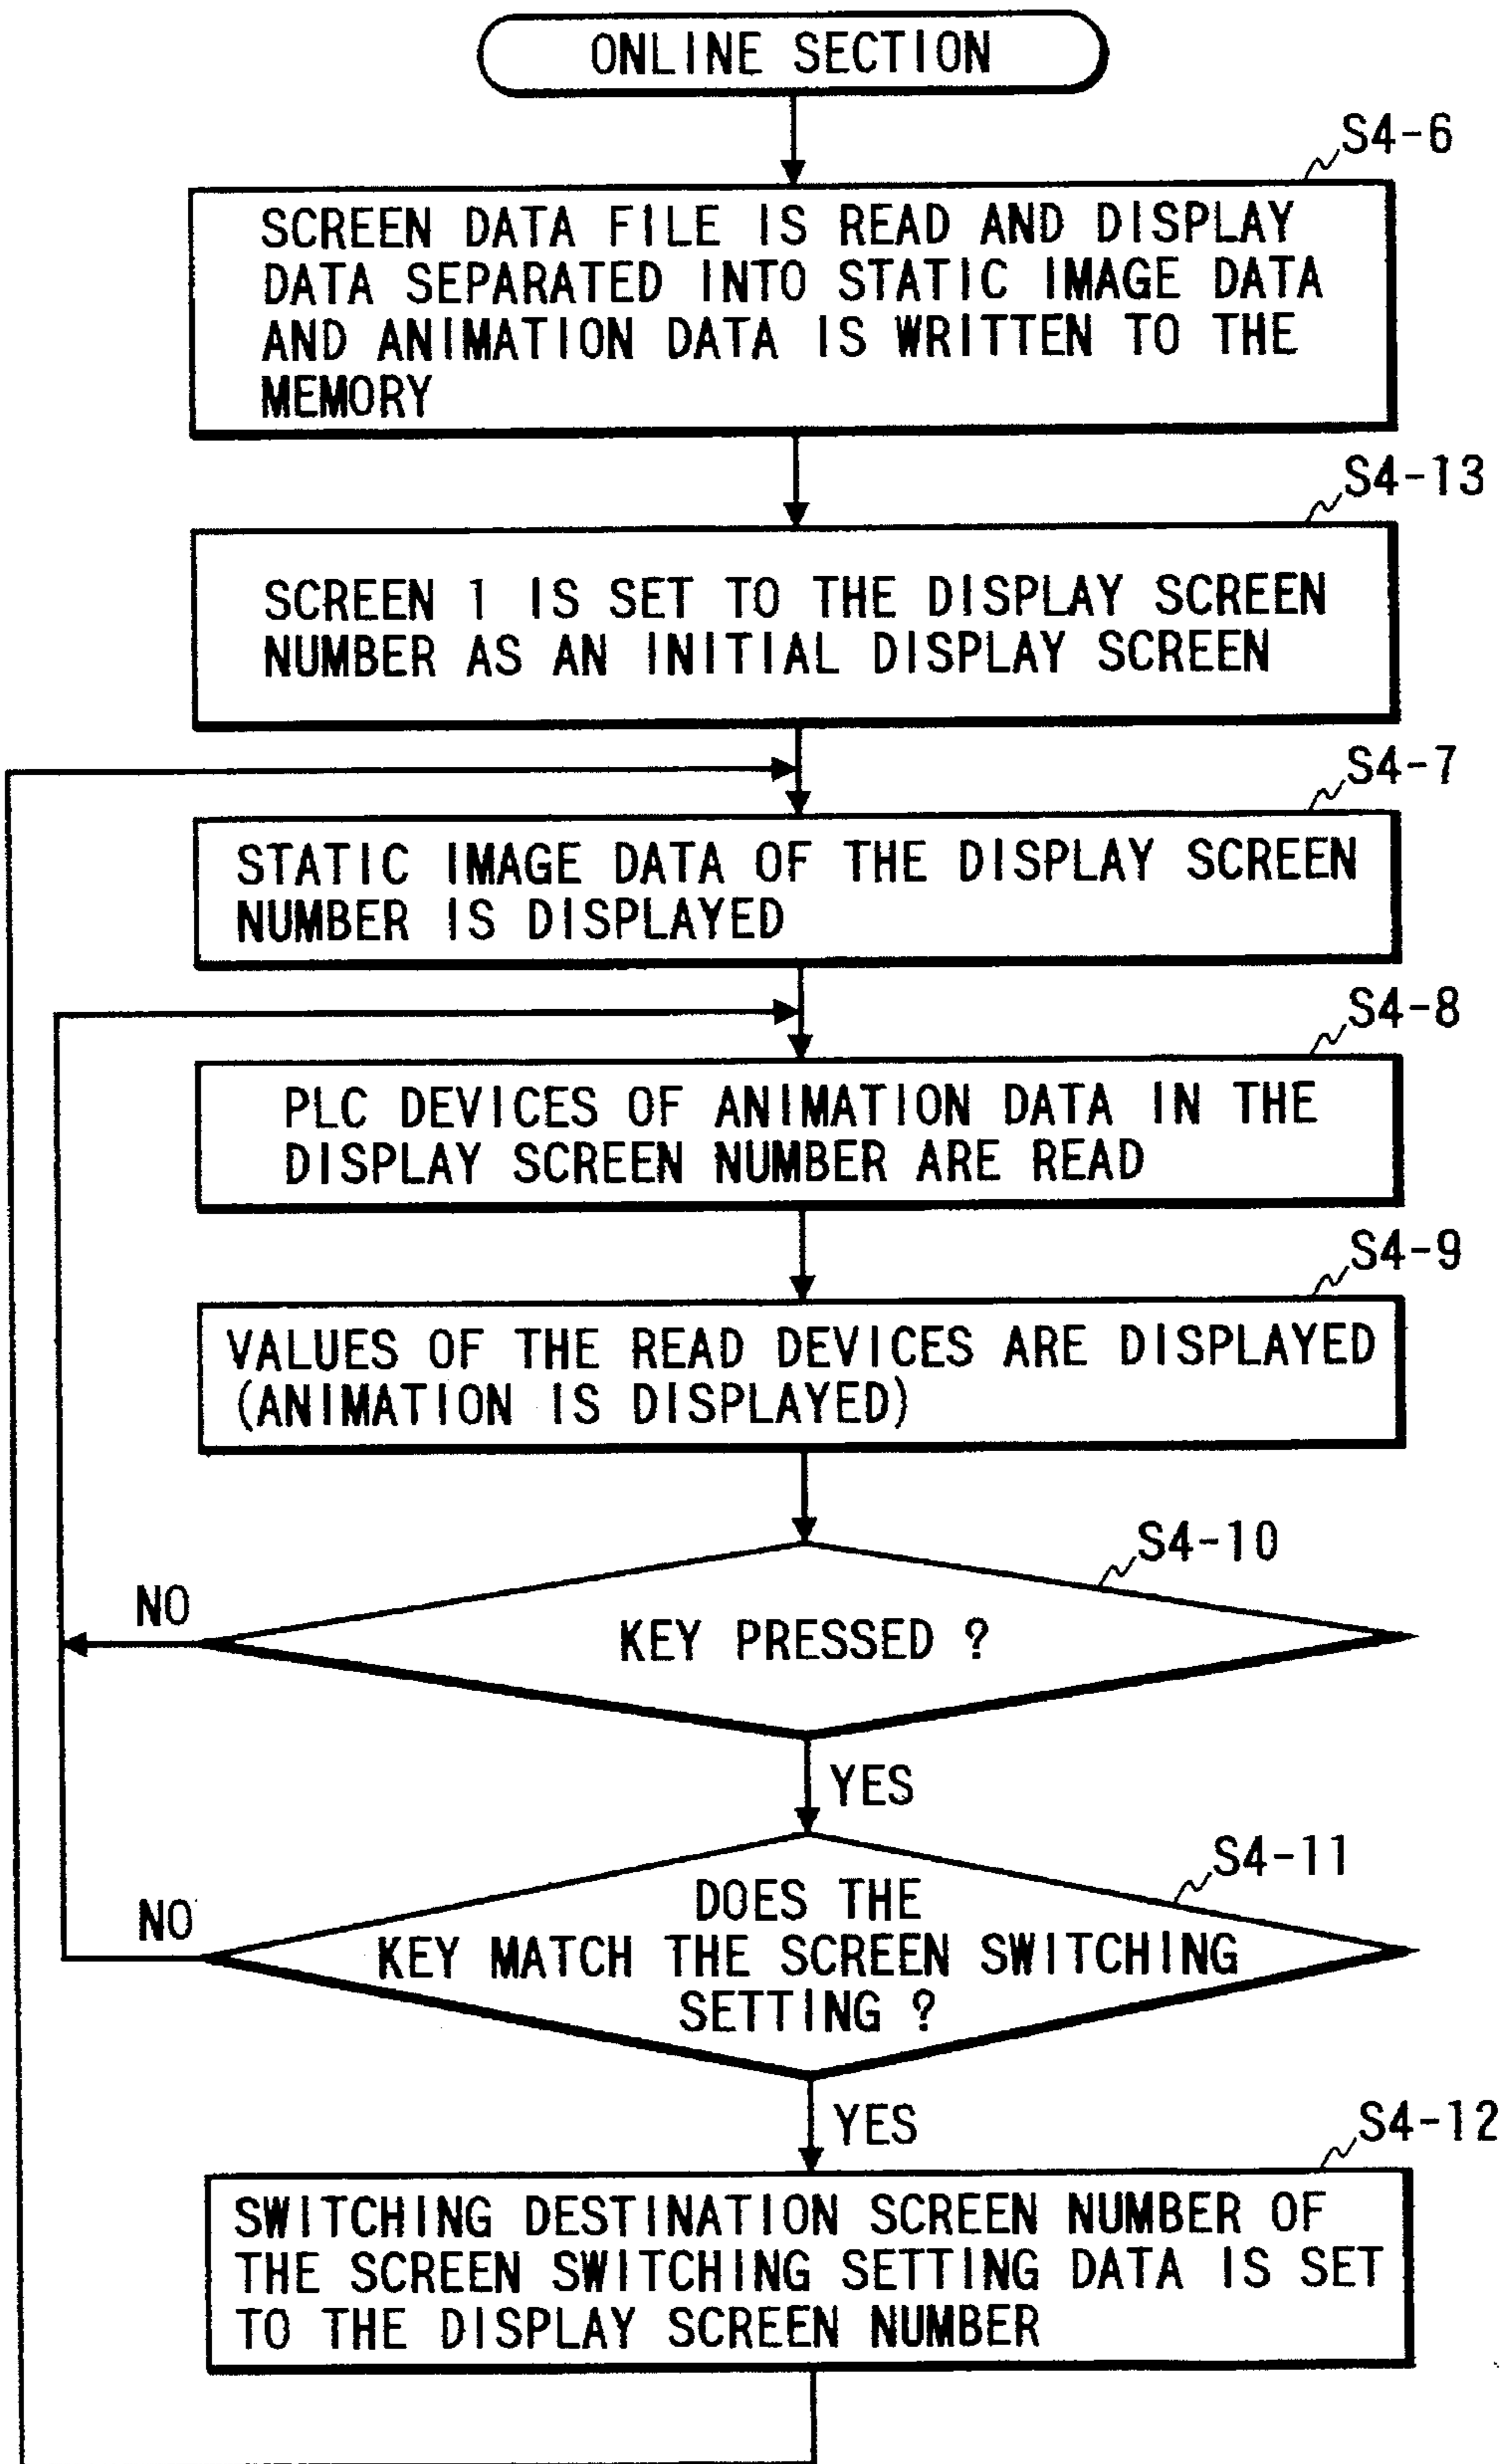 ONLINE SECTION
S4-6
SCREEN DATA FILE IS READ AND DISPLAY
DATA SEPARATED INTO STATIC IMAGE DATA
AND ANIMATION DATA IS WRITTEN TO THE
MEMORY
S4-13
SCREEN 1 IS SET TO THE DISPLAY SCREEN
NUMBER AS AN INITIAL DISPLAY SCREEN
S4-7
STATIC IMAGE DATA OF THE DISPLAY SCREEN
NUMBER IS DISPLAYED
S4-8
PLC DEVICES OF ANIMATION DATA IN THE
DISPLAY SCREEN NUMBER ARE READ
S4-9
VALUES OF THE READ DEVICES ARE DISPLAYED
(ANIMATION IS DISPLAYED)
S4-10
NO
KEY PRESSED ?
YES
S4-11
NO
DOES THE
KEY MATCH THE SCREEN SWITCHING
SETTING ?
YES
S4-12
SWITCHING DESTINATION SCREEN NUMBER OF
THE SCREEN SWITCHING SETTING DATA IS SET
TO THE DISPLAY SCREEN NUMBER